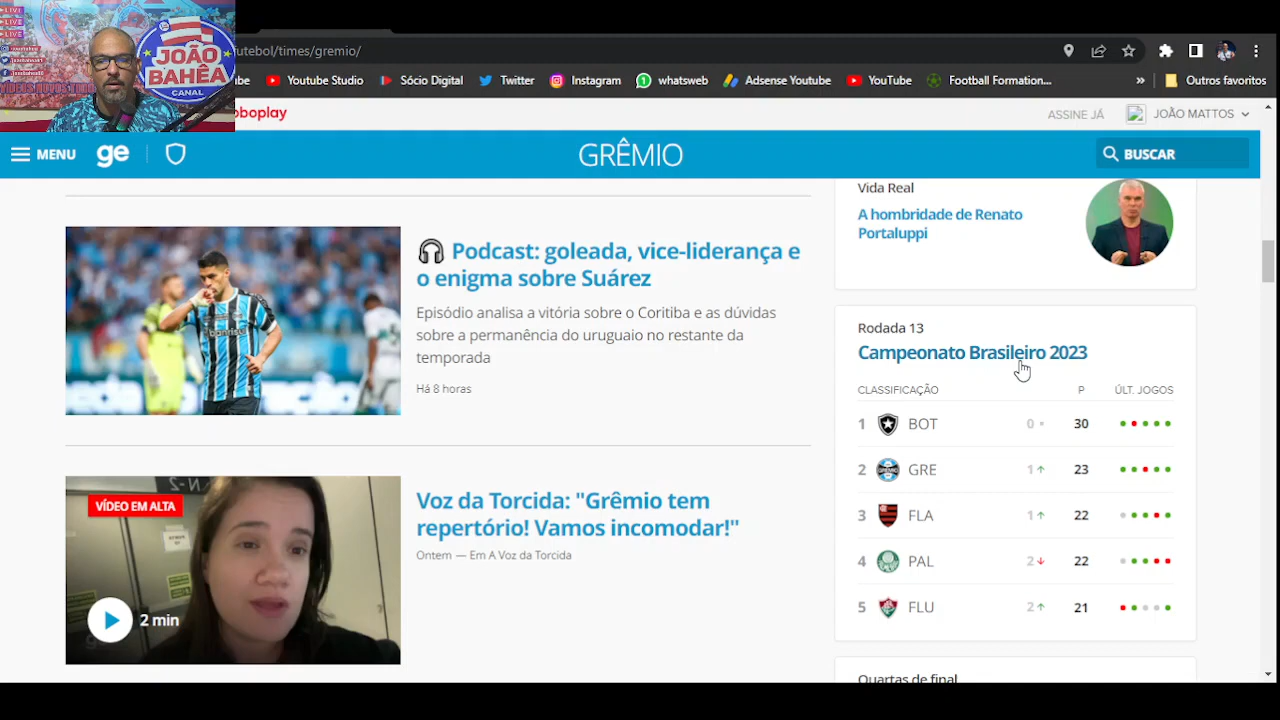 LIVE
LIVE
LIVE
JOÃO
BAHÊA
CANAL
utebol/times/gremio/
be
Youtube Studio
Sócio Digital
Twitter
Instagram
whatsweb
Adsense Youtube
YouTube
Football Formation...
»
Outros favoritos
oboplay
ASSINE JÁ
JOÃO MATTOS
MENU
ge
GRÊMIO
BUSCAR
Podcast: goleada, vice-liderança e
o enigma sobre Suárez
Episódio analisa a vitória sobre o Coritiba e as dúvidas
sobre a permanência do uruguaio no restante da
temporada
Há 8 horas
banrisul
VÍDEO EM ALTA
N-2
2 min
Voz da Torcida: "Grêmio tem
repertório! Vamos incomodar!"
Ontem — Em A Voz da Torcida
Vida Real
A hombridade de Renato
Portaluppi
Rodada 13
Campeonato Brasileiro 2023
CLASSIFICAÇÃO P ÚLT. JOGOS
1 BOT 0 30
2 GRE 1 23
3 FLA 1 22
4 PAL 2 22
5 FLU 2 21
Quartas de final